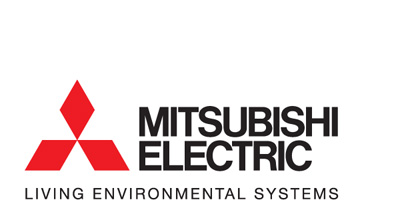 MITSUBISHI
ELECTRIC
LIVING ENVIRONMENTAL SYSTEMS